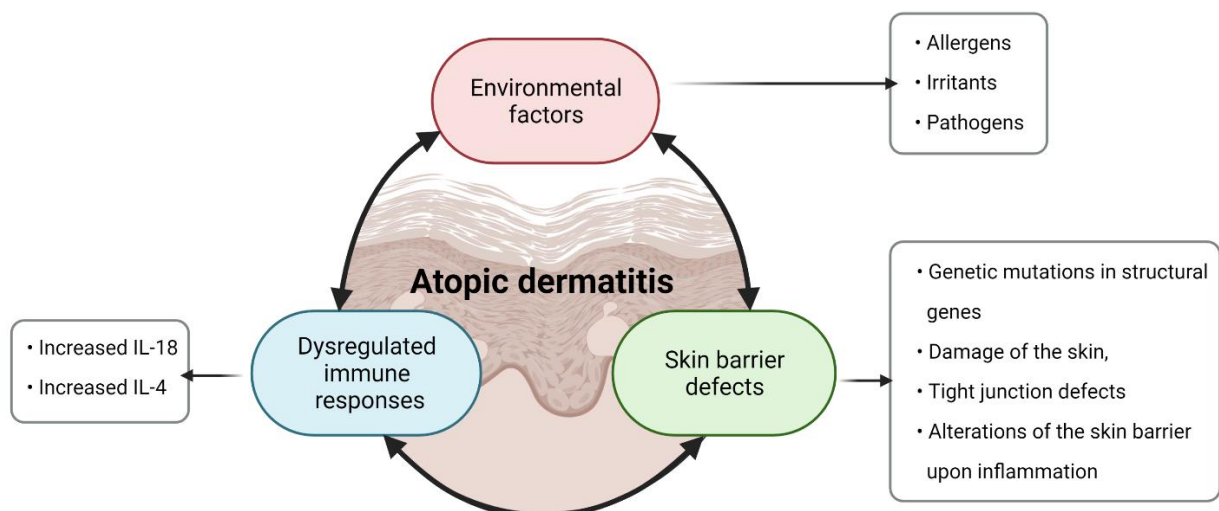 Environmental
factors
• Allergens
• Irritants
• Pathogens
Atopic dermatitis
• Increased IL-18
• Increased IL-4
Dysregulated
immune
responses
Skin barrier
defects
• Genetic mutations in structural
genes
• Damage of the skin,
• Tight junction defects
• Alterations of the skin barrier
upon inflammation